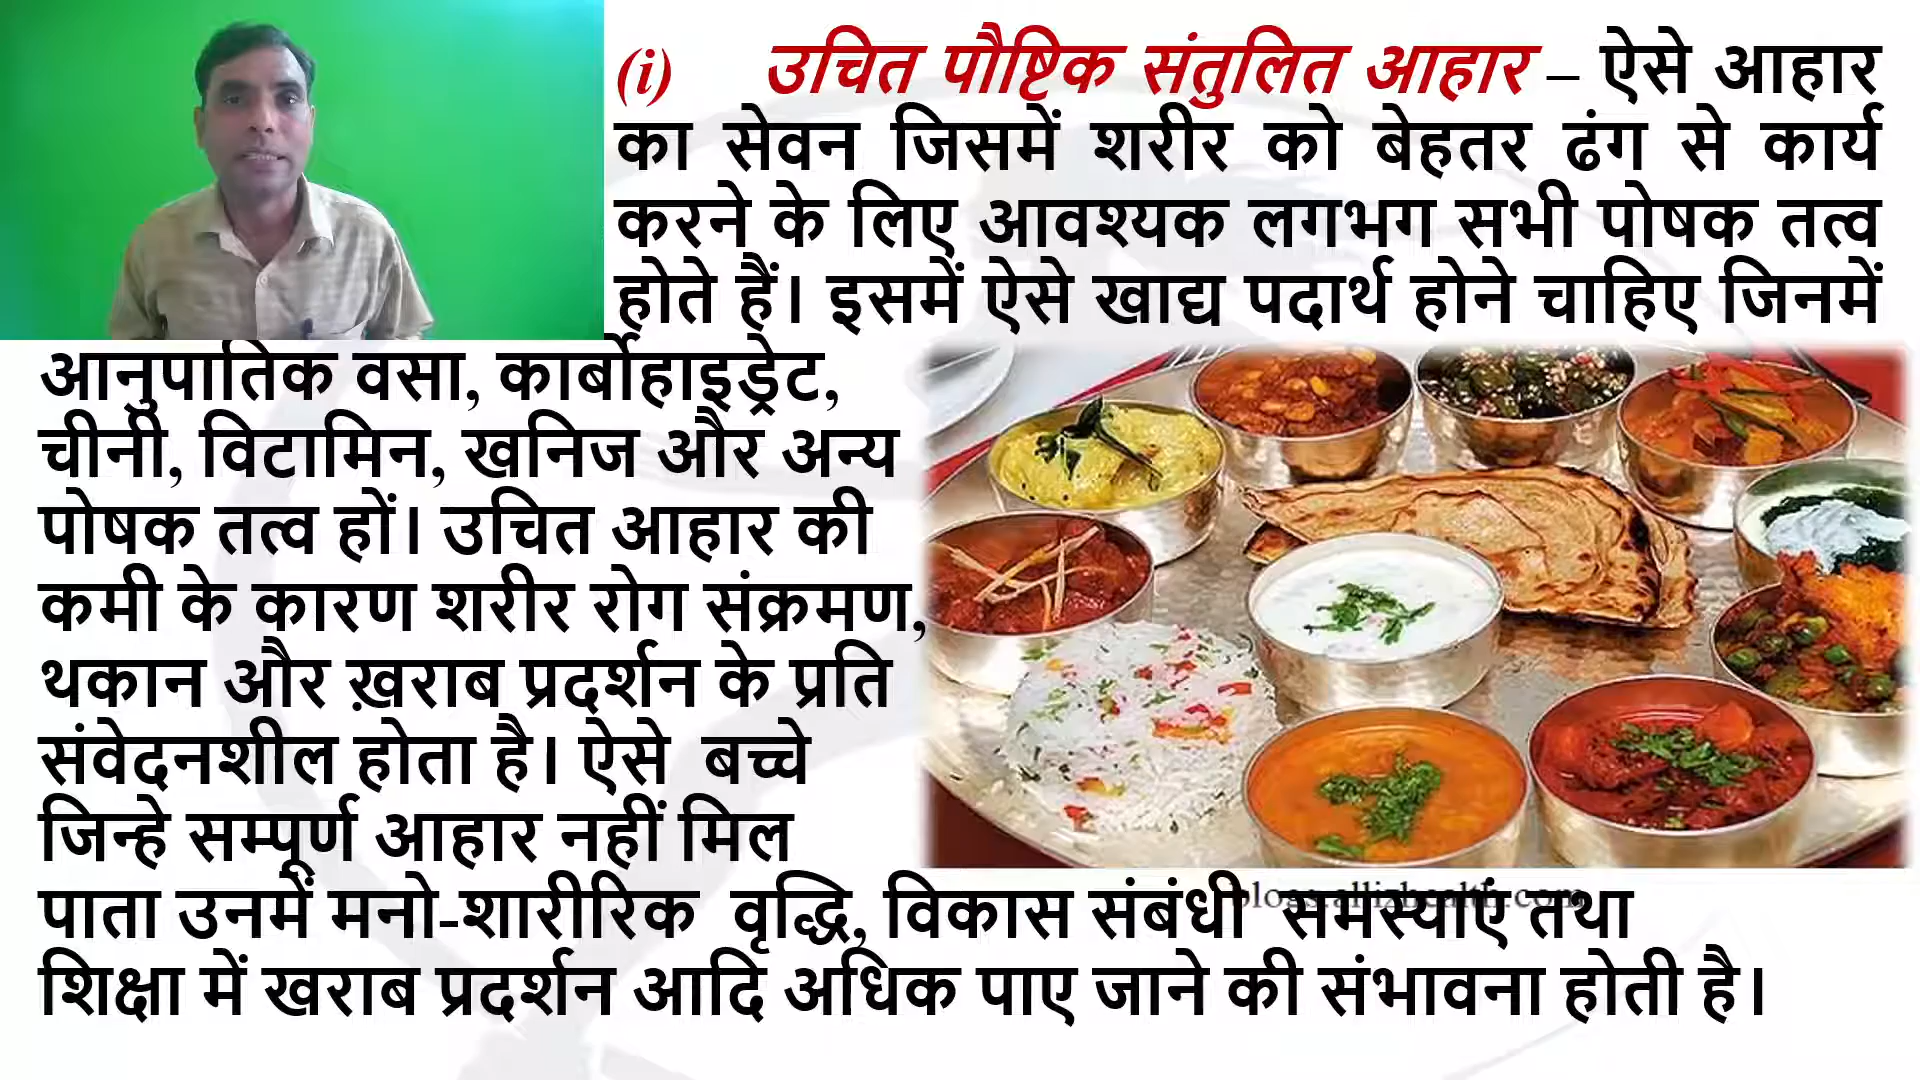 (i) उचित पौष्टिक संतुलित आहार – ऐसे आहार
का सेवन जिसमें शरीर को बेहतर ढंग से कार्य
करने के लिए आवश्यक लगभग सभी पोषक तत्व
होते हैं। इसमें ऐसे खाद्य पदार्थ होने चाहिए जिनमें
आनुपातिक वसा, कार्बोहाइड्रेट,
चीनी, विटामिन, खनिज और अन्य
पोषक तत्व हों। उचित आहार की
कमी के कारण शरीर रोग संक्रमण,
थकान और ख़राब प्रदर्शन के प्रति
संवेदनशील होता है। ऐसे बच्चे
जिन्हे सम्पूर्ण आहार नहीं मिल
पाता उनमें मनो-शारीरिक वृद्धि, विकास संबंधी समस्याएं तथा
शिक्षा में खराब प्रदर्शन आदि अधिक पाए जाने की संभावना होती है।